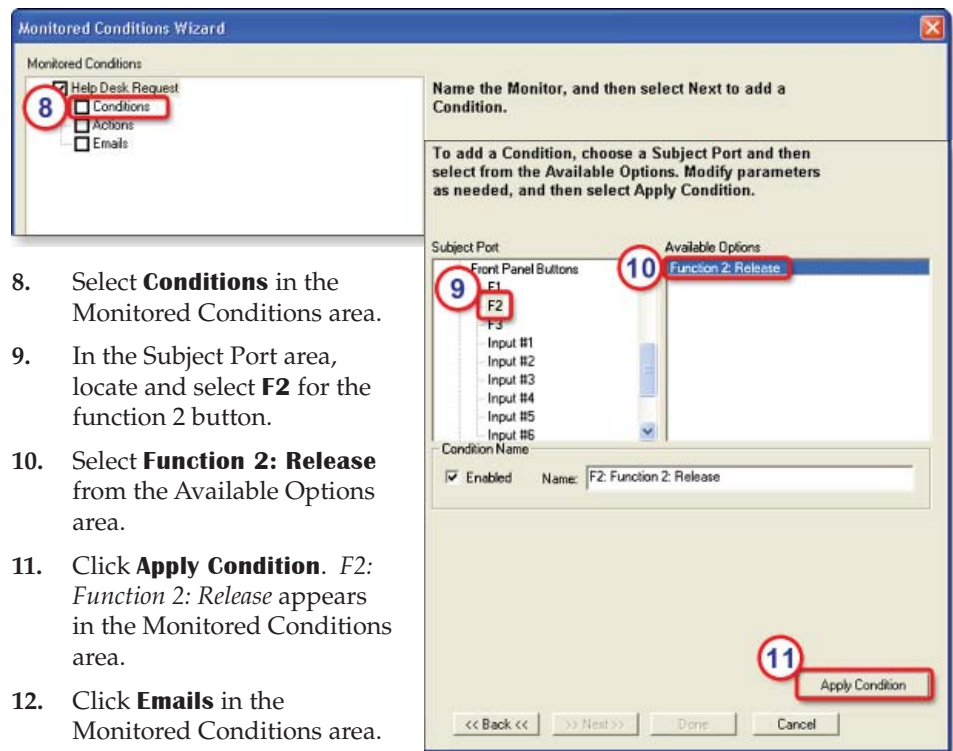 Monitored Conditions Wizard
Monitored Conditions
Help Desk Request
8
Conditions
Actions
Emails
Name the Monitor, and then select Next to add a
Condition.
To add a Condition, choose a Subject Port and then
select from the Available Options. Modify parameters
as needed, and then select Apply Condition.
Subject Port
Available Options
Front Panel Buttons
10
Function 2: Release
9
F1
F2
F3
Input #1
Input #2
Input #3
Input #4
Input #5
Input #6
Condition Name
Enabled
Name:
F2: Function 2: Release
11
Apply Condition
<< Back <<
>> Next >>
Done
Cancel
8. Select Conditions in the
Monitored Conditions area.
9. In the Subject Port area,
locate and select F2 for the
function 2 button.
10. Select Function 2: Release
from the Available Options
area.
11. Click Apply Condition. F2:
Function 2: Release appears
in the Monitored Conditions
area.
12. Click Emails in the
Monitored Conditions area.